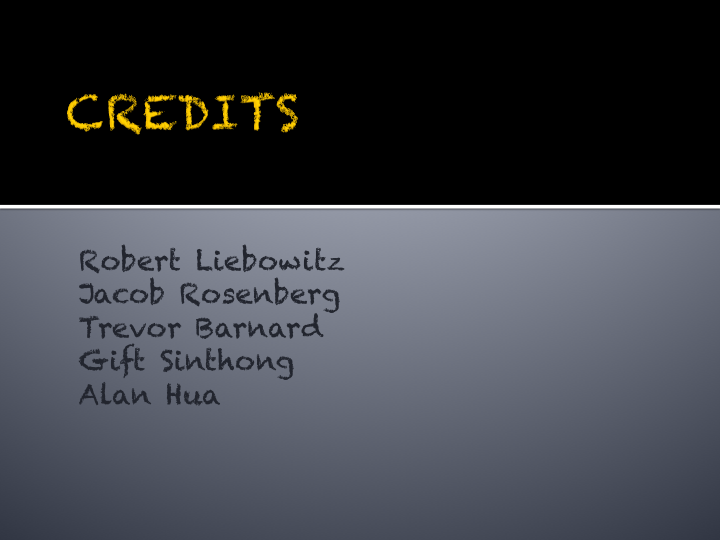 CREDITS
Robert Liebowitz
Jacob Rosenberg
Trevor Barnard
Gift Sinthong
Alan Hua